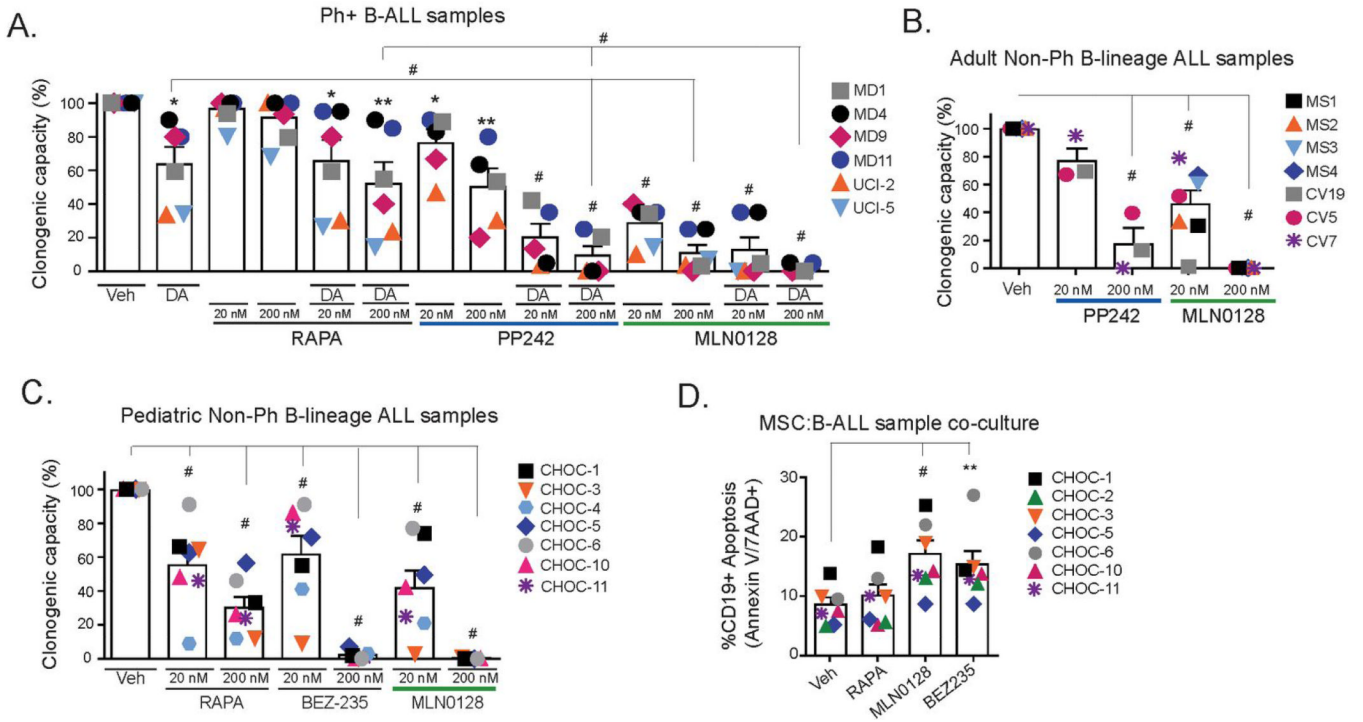 A.
Ph+ B-ALL samples
#
#
Clonogenic capacity (%)
100
80
60
40
20
0
*
*
**
*
**
#
#
#
#
#
#
MD1
MD4
MD9
MD11
UCI-2
UCI-5
Veh
DA
DA
DA
DA
DA
DA
DA
20 nM
200 nM
20 nM
200 nM
20 nM
200 nM
20 nM
200 nM
20 nM
200 nM
20 nM
200 nM
RAPA
PP242
MLN0128
B.
Adult Non-Ph B-lineage ALL samples
Clonogenic capacity (%)
100
80
60
40
20
0
#
#
#
MS1
MS2
MS3
MS4
CV19
CV5
CV7
Veh
20 nM
200 nM
20 nM
200 nM
PP242
MLN0128
C.
Pediatric Non-Ph B-lineage ALL samples
Clonogenic capacity (%)
100
80
60
40
20
0
#
#
#
#
#
#
CHOC-1
CHOC-3
CHOC-4
CHOC-5
CHOC-6
CHOC-10
CHOC-11
Veh
20 nM
200 nM
20 nM
200 nM
20 nM
200 nM
RAPA
BEZ-235
MLN0128
D.
MSC:B-ALL sample co-culture
%CD19+ Apoptosis
(Annexin V/7AAD+)
30
20
10
0
#
**
CHOC-1
CHOC-2
CHOC-3
CHOC-5
CHOC-6
CHOC-10
CHOC-11
Veh
RAPA
MLN0128
BEZ235